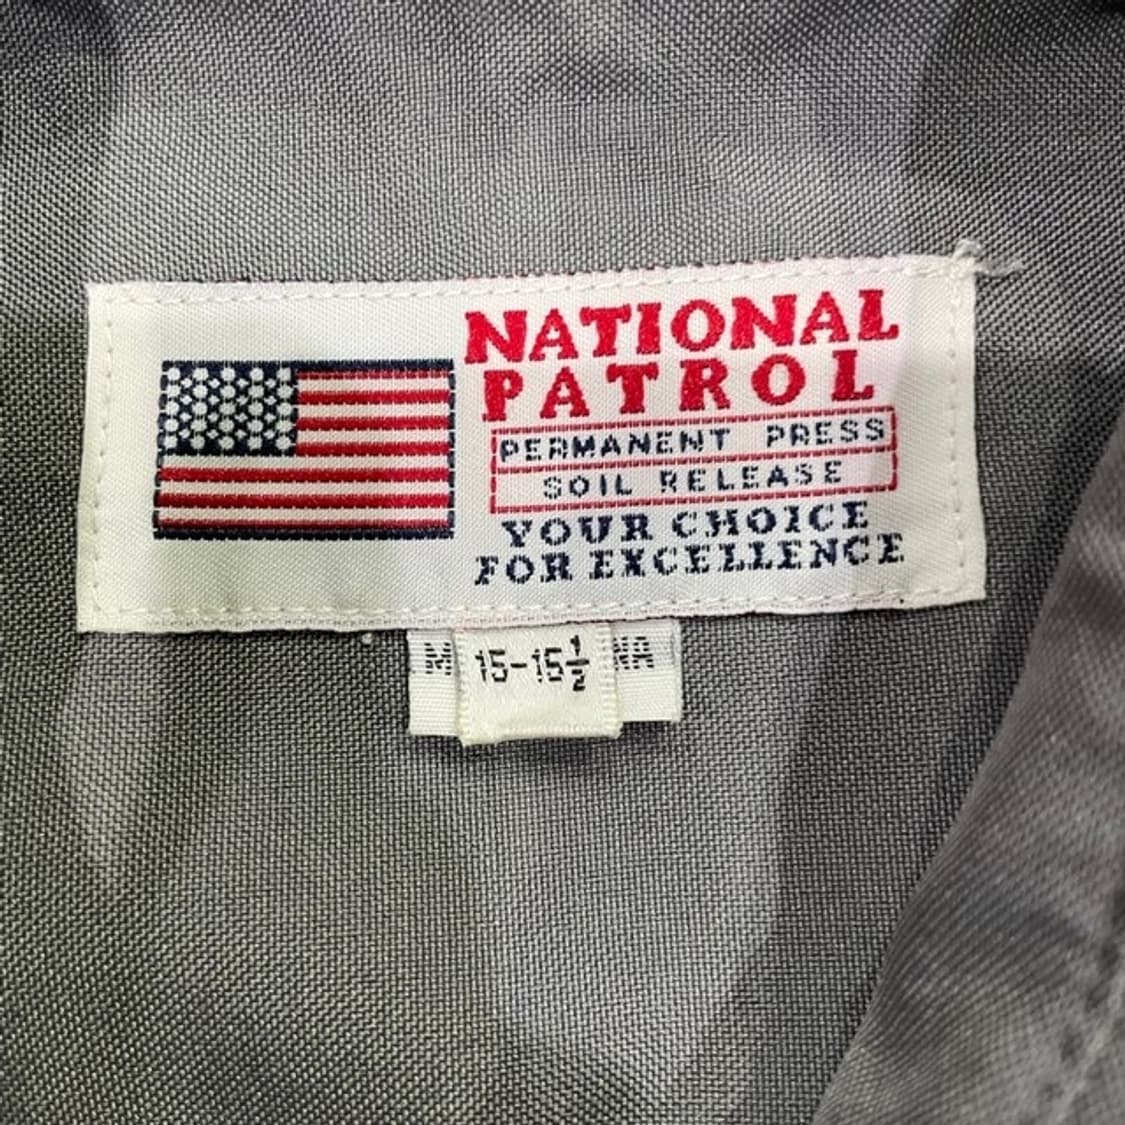 NATIONAL
PATROL
PERMANENT PRESS
SOIL RELEASE
YOUR CHOICE
FOR EXCELLENCE
15-15½